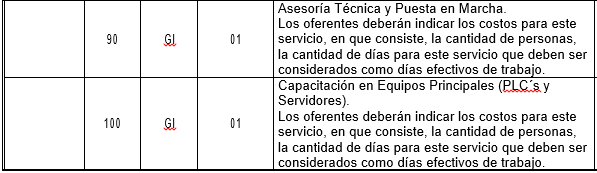 Asesoría Técnica y Puesta en Marcha.
Los oferentes deberán indicar los costos para este
90 GI 01 servicio, en que consiste, la cantidad de personas,
la cantidad de días para este servicio que deben ser
considerados como días efectivos de trabajo.
Capacitación en Equipos Principales (PLC´s y
Servidores).
100 GI 01 Los oferentes deberán indicar los costos para este
servicio, en que consiste, la cantidad de personas,
la cantidad de días para este servicio que deben ser
considerados como días efectivos de trabajo.